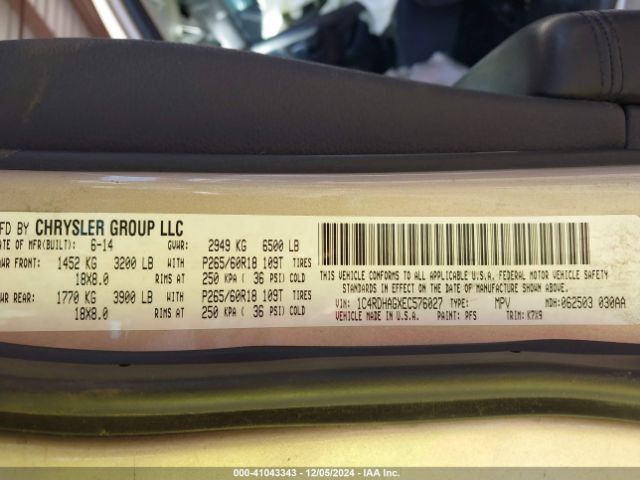 FD BY CHRYSLER GROUP LLC
ATE OF MFR(BUILT): 6-14 GVWR: 2949 KG 6500 LB
WR FRONT: 1452 KG 3200 LB WITH P265/60R18 109T TIRES
18X8.0 RIMS AT 250 KPA ( 36 PSI) COLD
WR REAR: 1770 KG 3900 LB WITH P265/60R18 109T TIRES
18X8.0 RIMS AT 250 KPA ( 36 PSI) COLD
THIS VEHICLE CONFORMS TO ALL APPLICABLE U.S.A. FEDERAL MOTOR VEHICLE SAFETY
STANDARDS IN EFFECT ON THE DATE OF MANUFACTURE SHOWN ABOVE.
VIN: 1C4RDHAGXEC576027 TYPE: MPV MDH: 062503 030AA
VEHICLE MADE IN U.S.A. PAINT: PFS TRIM: K7X9
000-41043343 - 12/05/2024 - IAA Inc.